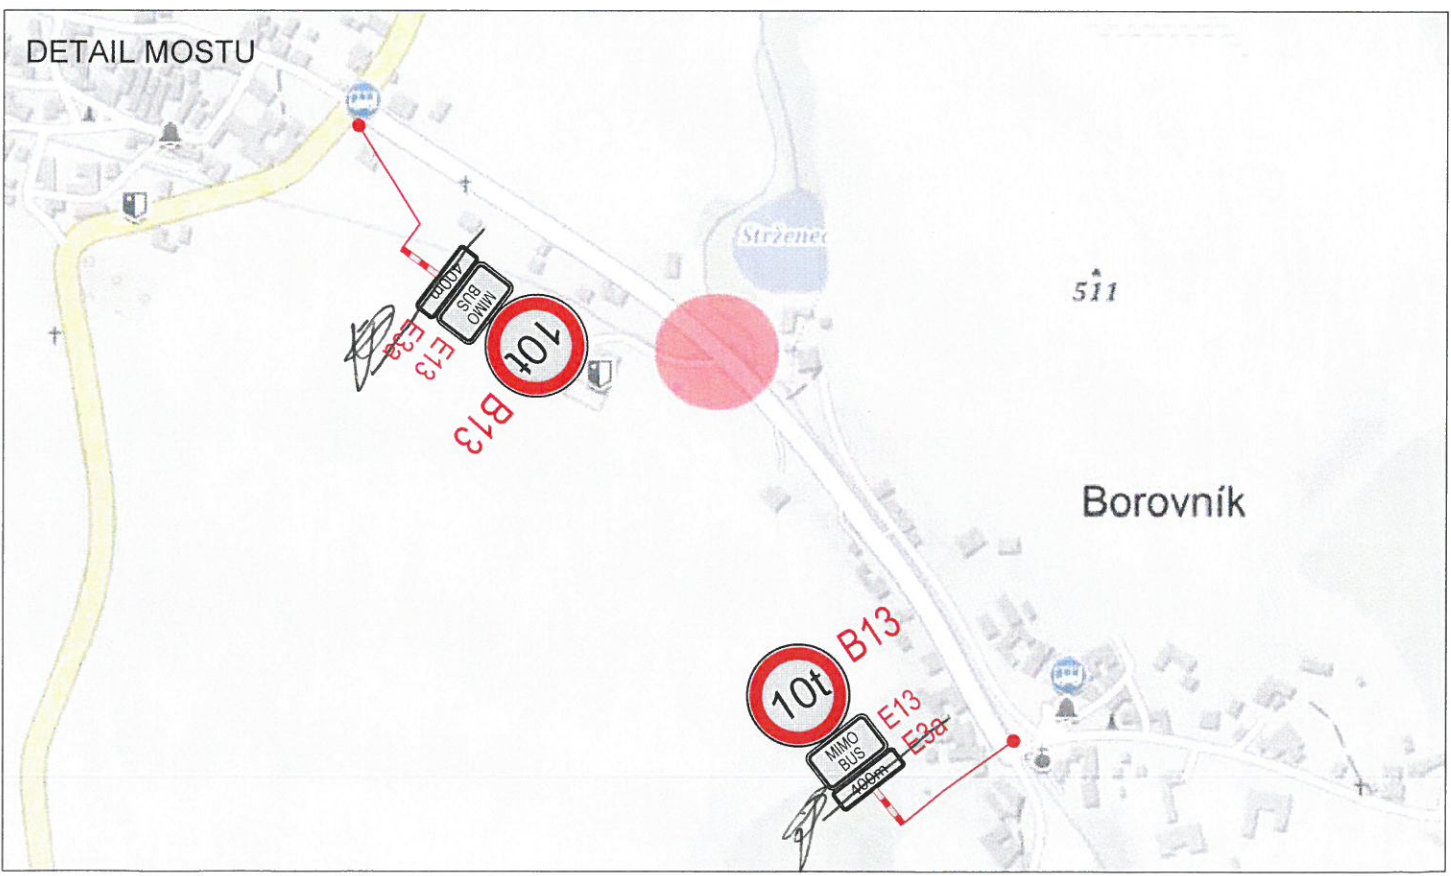 DETAIL MOSTU
Strženec
511
400m
MIMO
BUS
10t
E3a
E13
B13
Borovník
B13
10t
E13
E3a
MIMO
BUS
400m